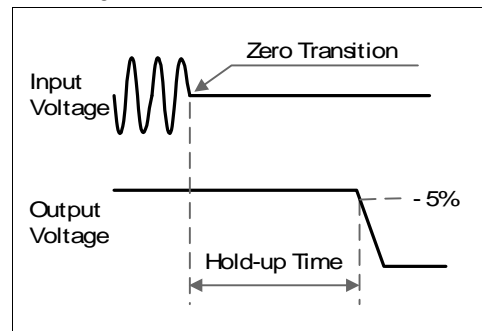 Zero Transition
Input
Voltage
- 5%
Output
Voltage
Hold-up Time